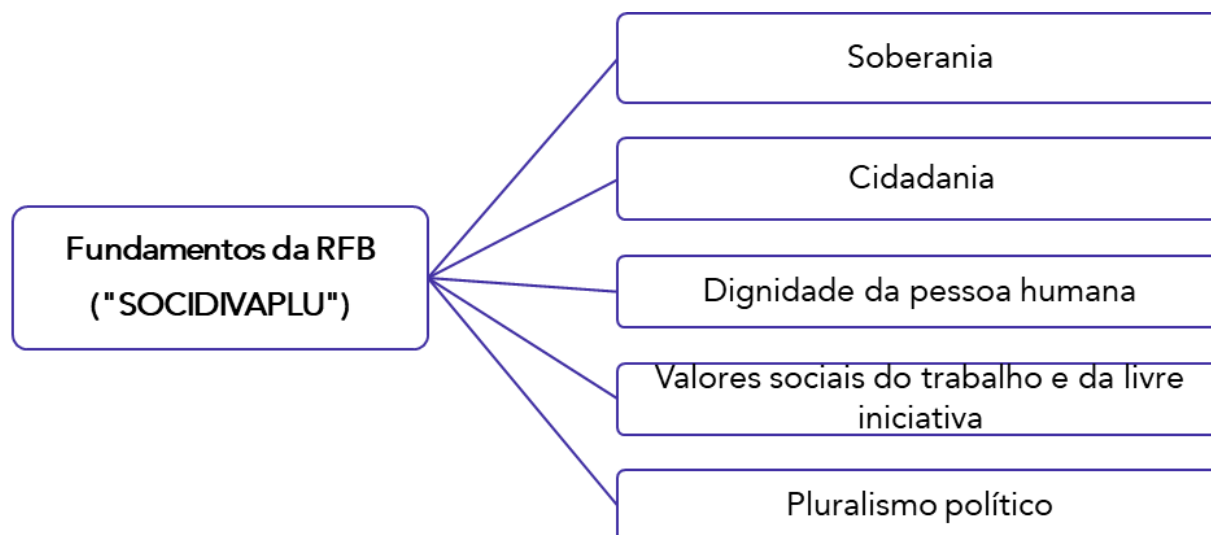 Soberania
Cidadania
Fundamentos da RFB
("SOCIDIVAPLU")
Dignidade da pessoa humana
Valores sociais do trabalho e da livre
iniciativa
Pluralismo político